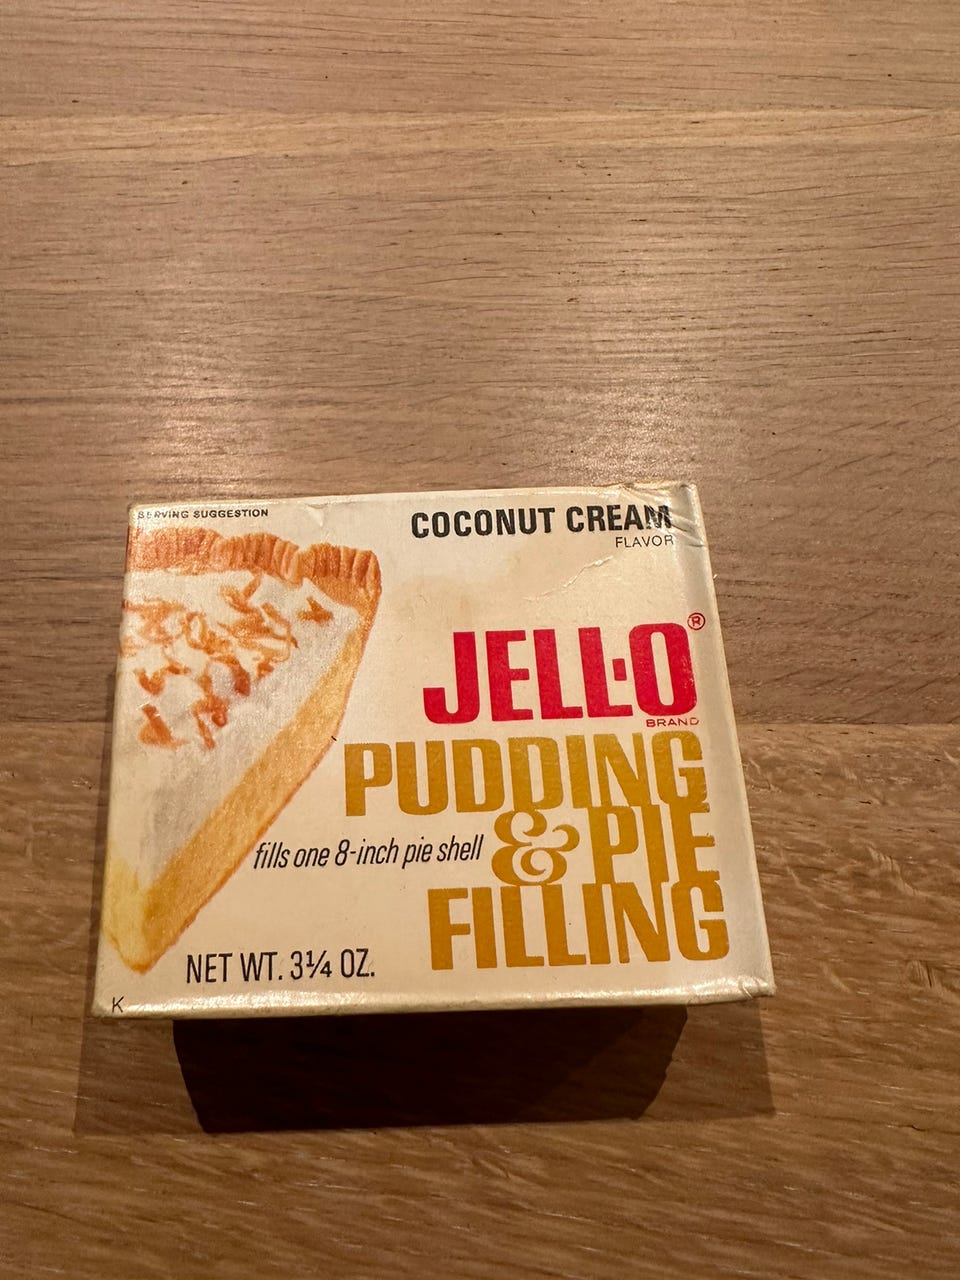 SERVING SUGGESTION
COCONUT CREAM
FLAVOR
JELL-O®
BRAND
PUDDING
& PIE
FILLING
fills one 8-inch pie shell
NET WT. 3¼ OZ.
K